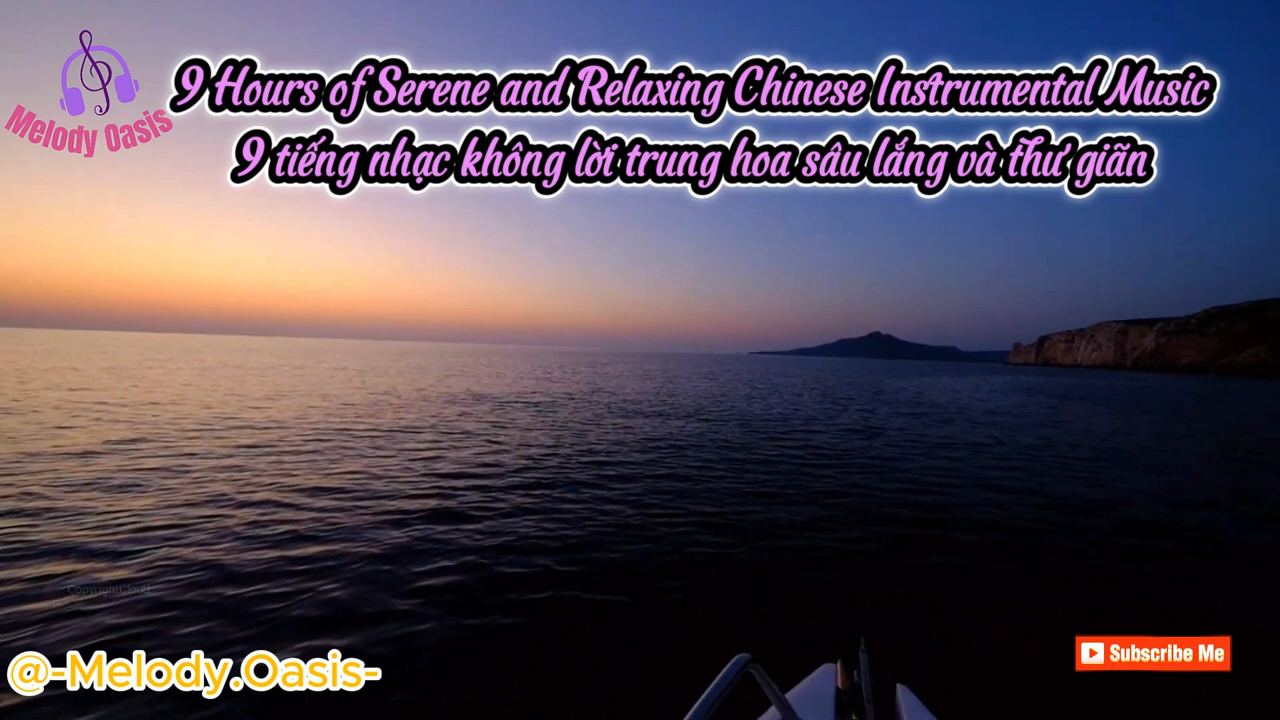 Melody Oasis
9 Hours of Serene and Relaxing Chinese Instrumental Music
9 tiếng nhạc không lời trung hoa sâu lắng và thư giãn
@-Melody.Oasis-
Subscribe Me